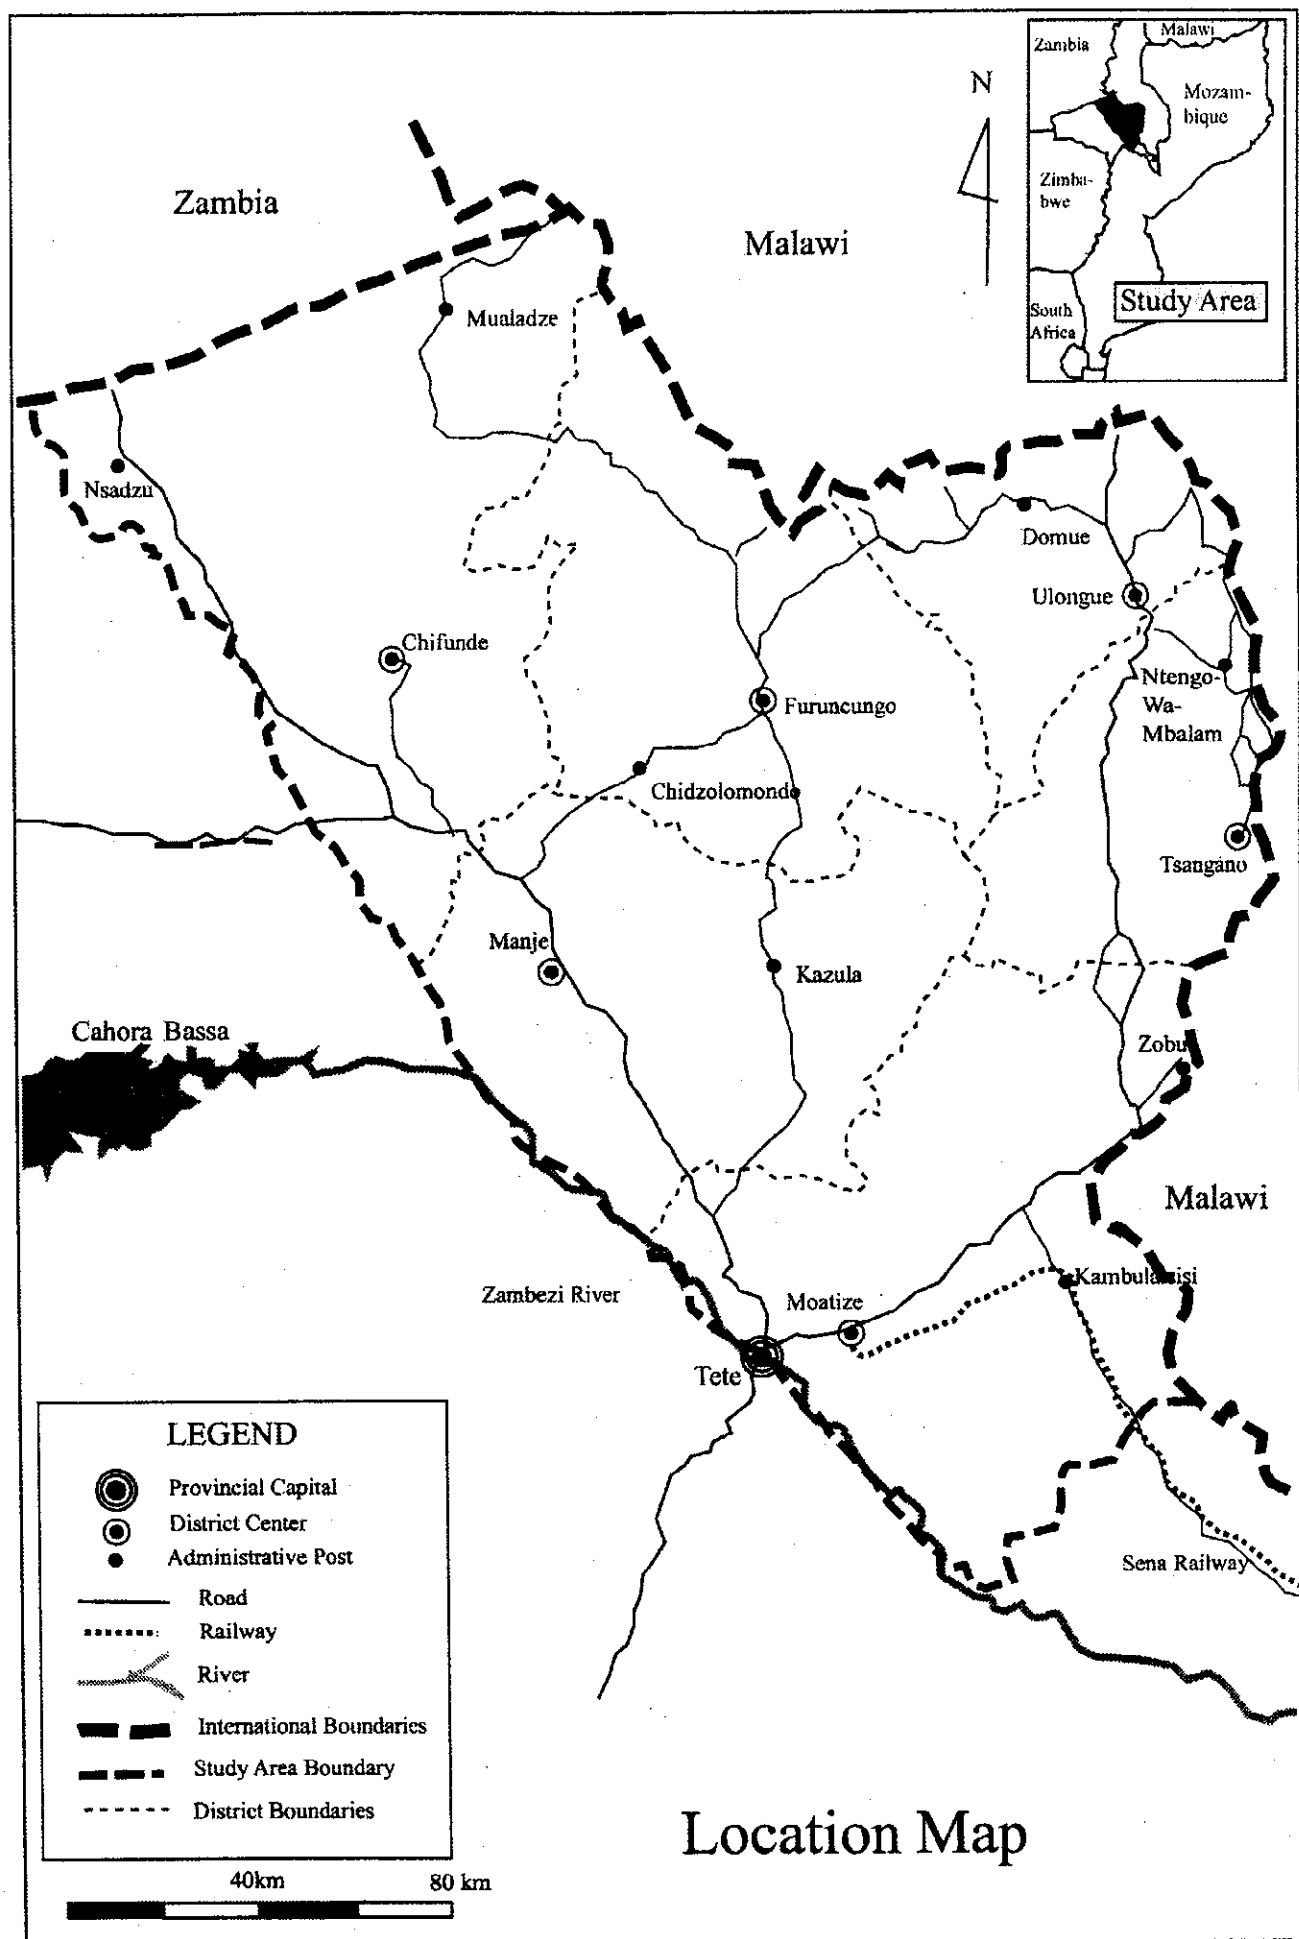 Zambia
Malawi
Mozam-
bique
Zimba-
bwe
South
Africa
Study Area
N
Zambia
Malawi
Mualadze
Nsadzu
Domue
Ulongue
Chifunde
Ntengo-
Wa-
Mbalam
Furuncungo
Chidzolomondo
Tsangano
Manje
Kazula
Cahora Bassa
Zobue
Malawi
Zambezi River
Moatize
Tete
Sena Railway
LEGEND
Provincial Capital
District Center
Administrative Post
Road
Railway
River
International Boundaries
Study Area Boundary
District Boundaries
40km
80 km
Location Map